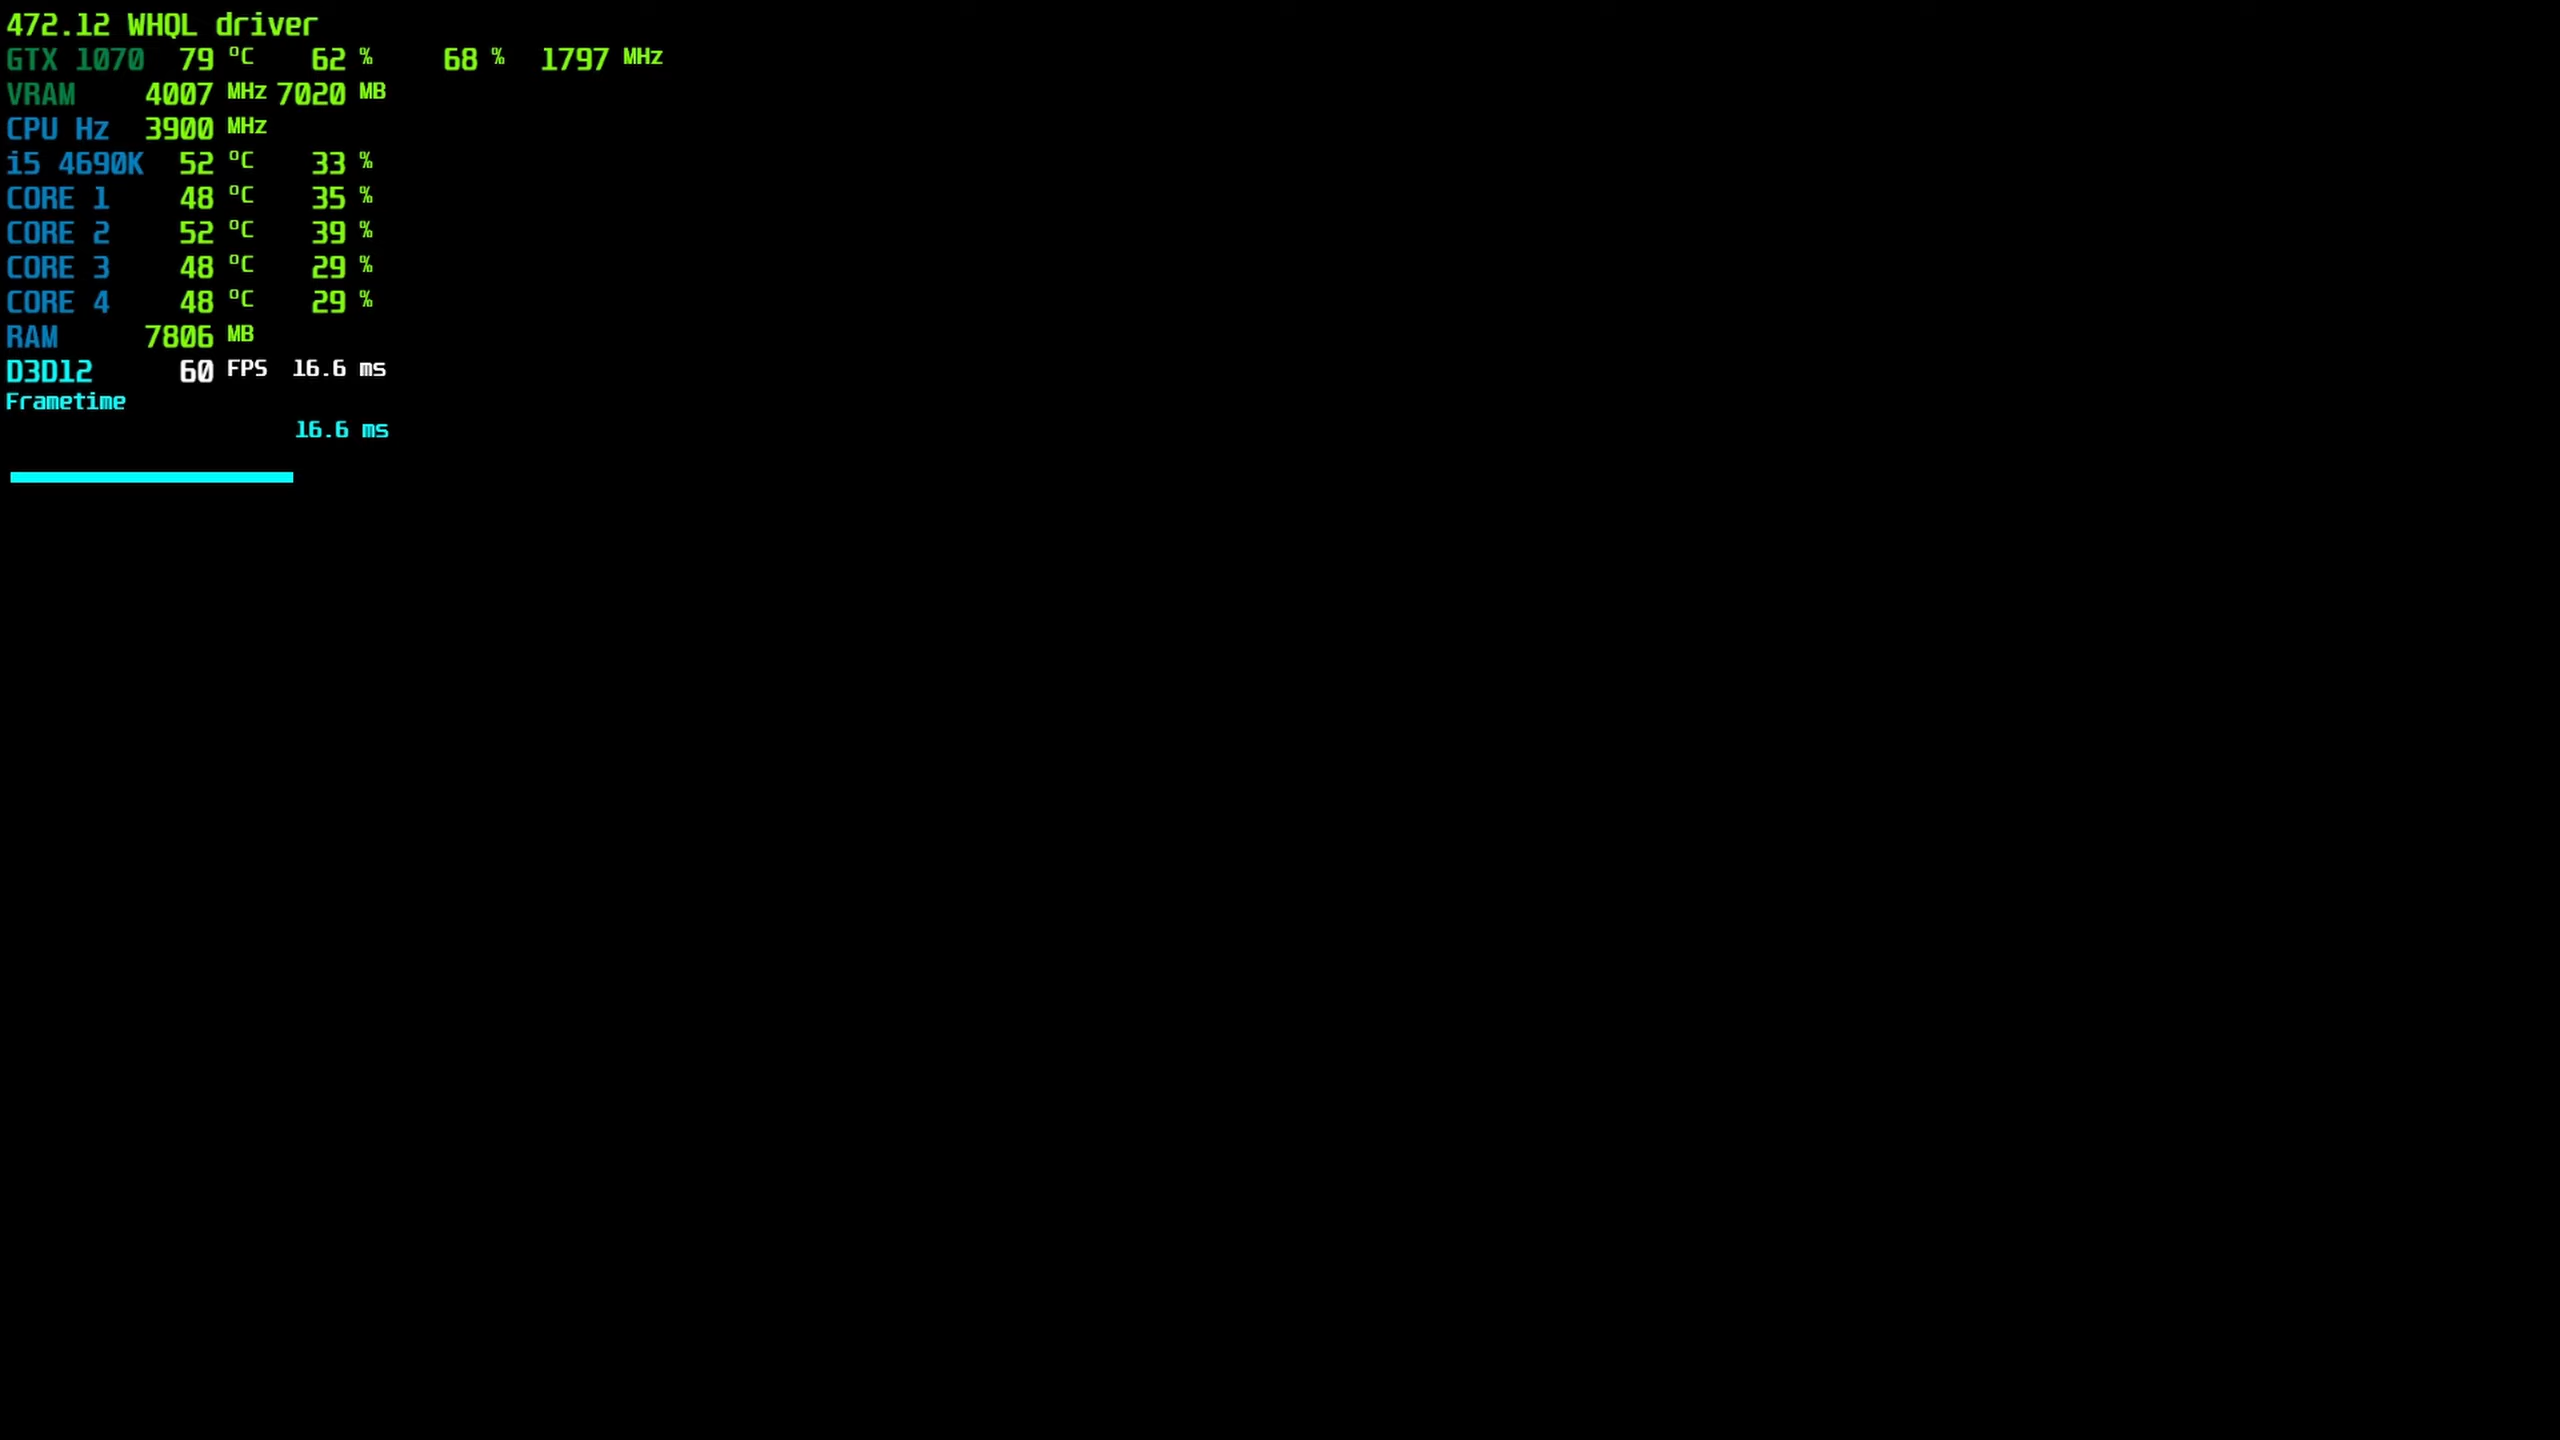 472.12 WHQL driver
GTX 1070 79 °C 62 % 68 % 1797 MHz
VRAM 4007 MHz 7020 MB
CPU Hz 3900 MHz
i5 4690K 52 °C 33 %
CORE 1 48 °C 35 %
CORE 2 52 °C 39 %
CORE 3 48 °C 29 %
CORE 4 48 °C 29 %
RAM 7806 MB
D3D12 60 FPS 16.6 ms
Frametime
16.6 ms